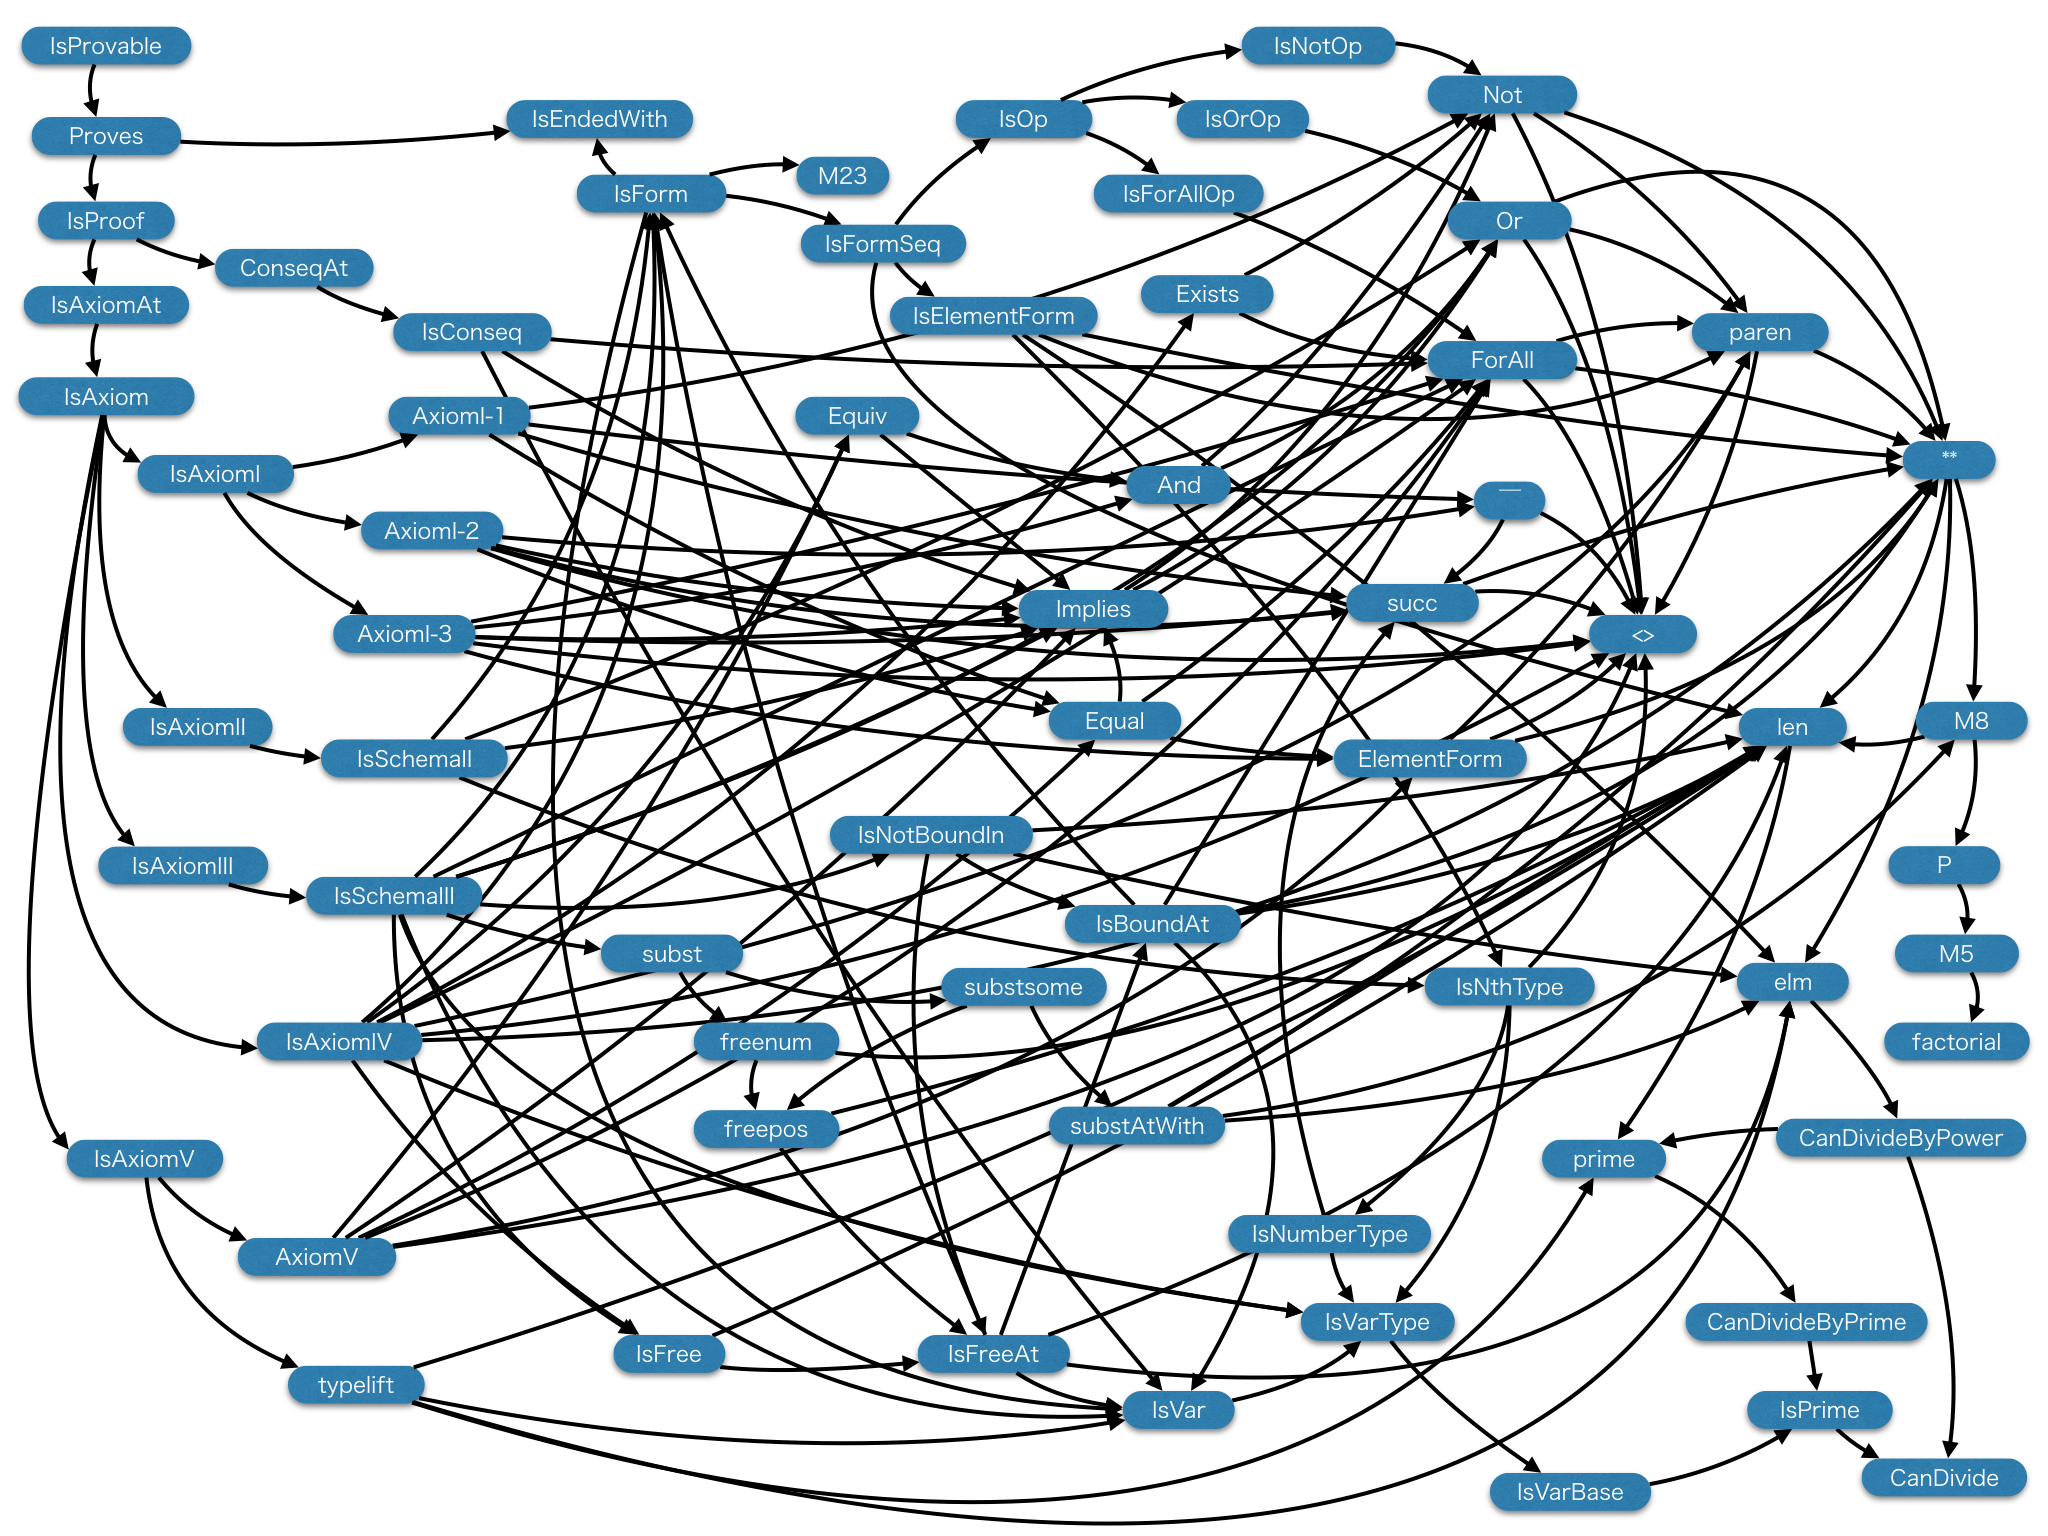 IsProvable
IsNotOp
Not
Proves
IsEndedWith
IsOp
IsOrOp
M23
IsForm
IsForAllOp
IsProof
Or
IsFormSeq
ConseqAt
IsAxiomAt
Exists
IsElementForm
IsConseq
paren
ForAll
IsAxiom
AxiomI-1
Equiv
**
IsAxiomI
And
—
AxiomI-2
Implies
succ
AxiomI-3
<>
IsAxiomII
Equal
len
M8
IsSchemaII
ElementForm
IsNotBoundIn
IsAxiomIII
P
IsSchemaIII
IsBoundAt
subst
M5
substsome
IsNthType
elm
IsAxiomIV
freenum
factorial
freepos
substAtWith
CanDivideByPower
IsAxiomV
prime
IsNumberType
AxiomV
IsVarType
CanDivideByPrime
IsFree
IsFreeAt
typelift
IsVar
IsPrime
CanDivide
IsVarBase